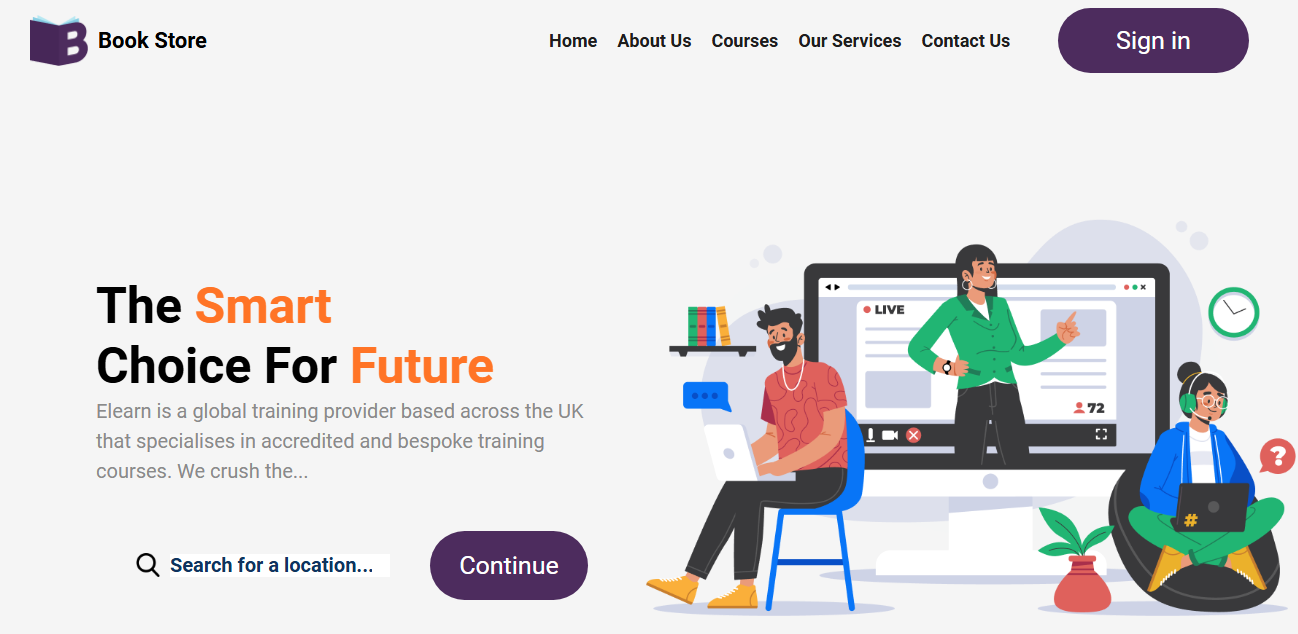 B Book Store
Home About Us Courses Our Services Contact Us Sign in
The Smart
Choice For Future
Elearn is a global training provider based across the UK
that specialises in accredited and bespoke training
courses. We crush the...
Search for a location...
Continue
LIVE
72
?
#